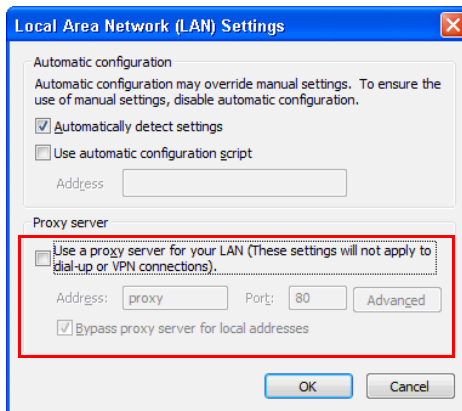 Local Area Network (LAN) Settings
Automatic configuration
Automatic configuration may override manual settings. To ensure the
use of manual settings, disable automatic configuration.
Automatically detect settings
Use automatic configuration script
Address
Proxy server
Use a proxy server for your LAN (These settings will not apply to
dial-up or VPN connections).
Address: proxy Port: 80 Advanced
Bypass proxy server for local addresses
OK Cancel